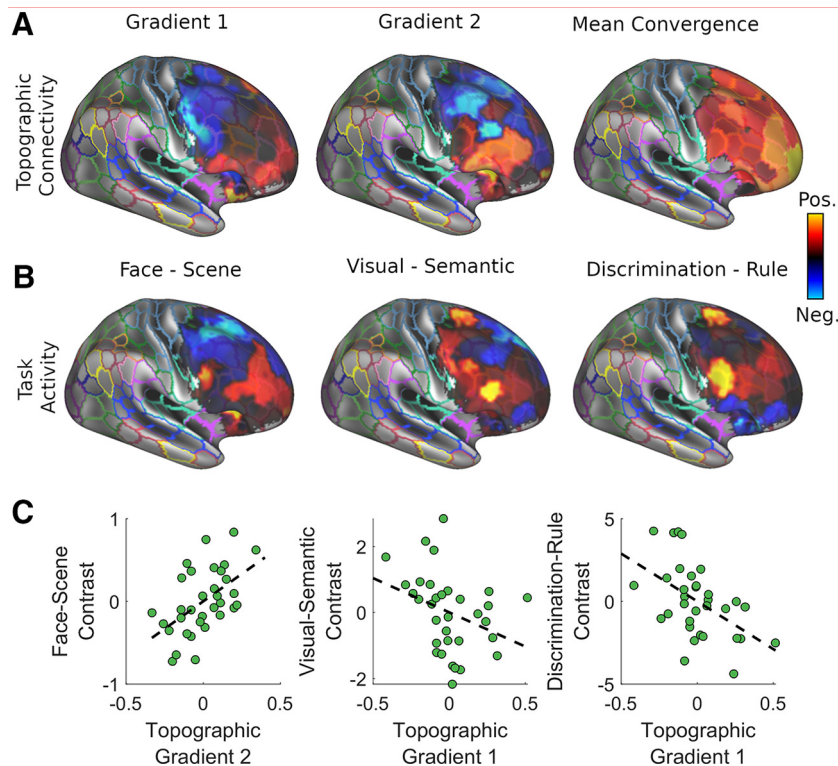 A
Gradient 1
Gradient 2
Mean Convergence
Topographic
Connectivity
Pos.
Neg.
B
Face - Scene
Visual - Semantic
Discrimination - Rule
Task
Activity
C
Face-Scene
Contrast
1
0
-1
-0.5
0
0.5
Topographic
Gradient 2
Visual-Semantic
Contrast
2
0
-2
-0.5
0
0.5
Topographic
Gradient 1
Discrimination-Rule
Contrast
5
0
-5
-0.5
0
0.5
Topographic
Gradient 1